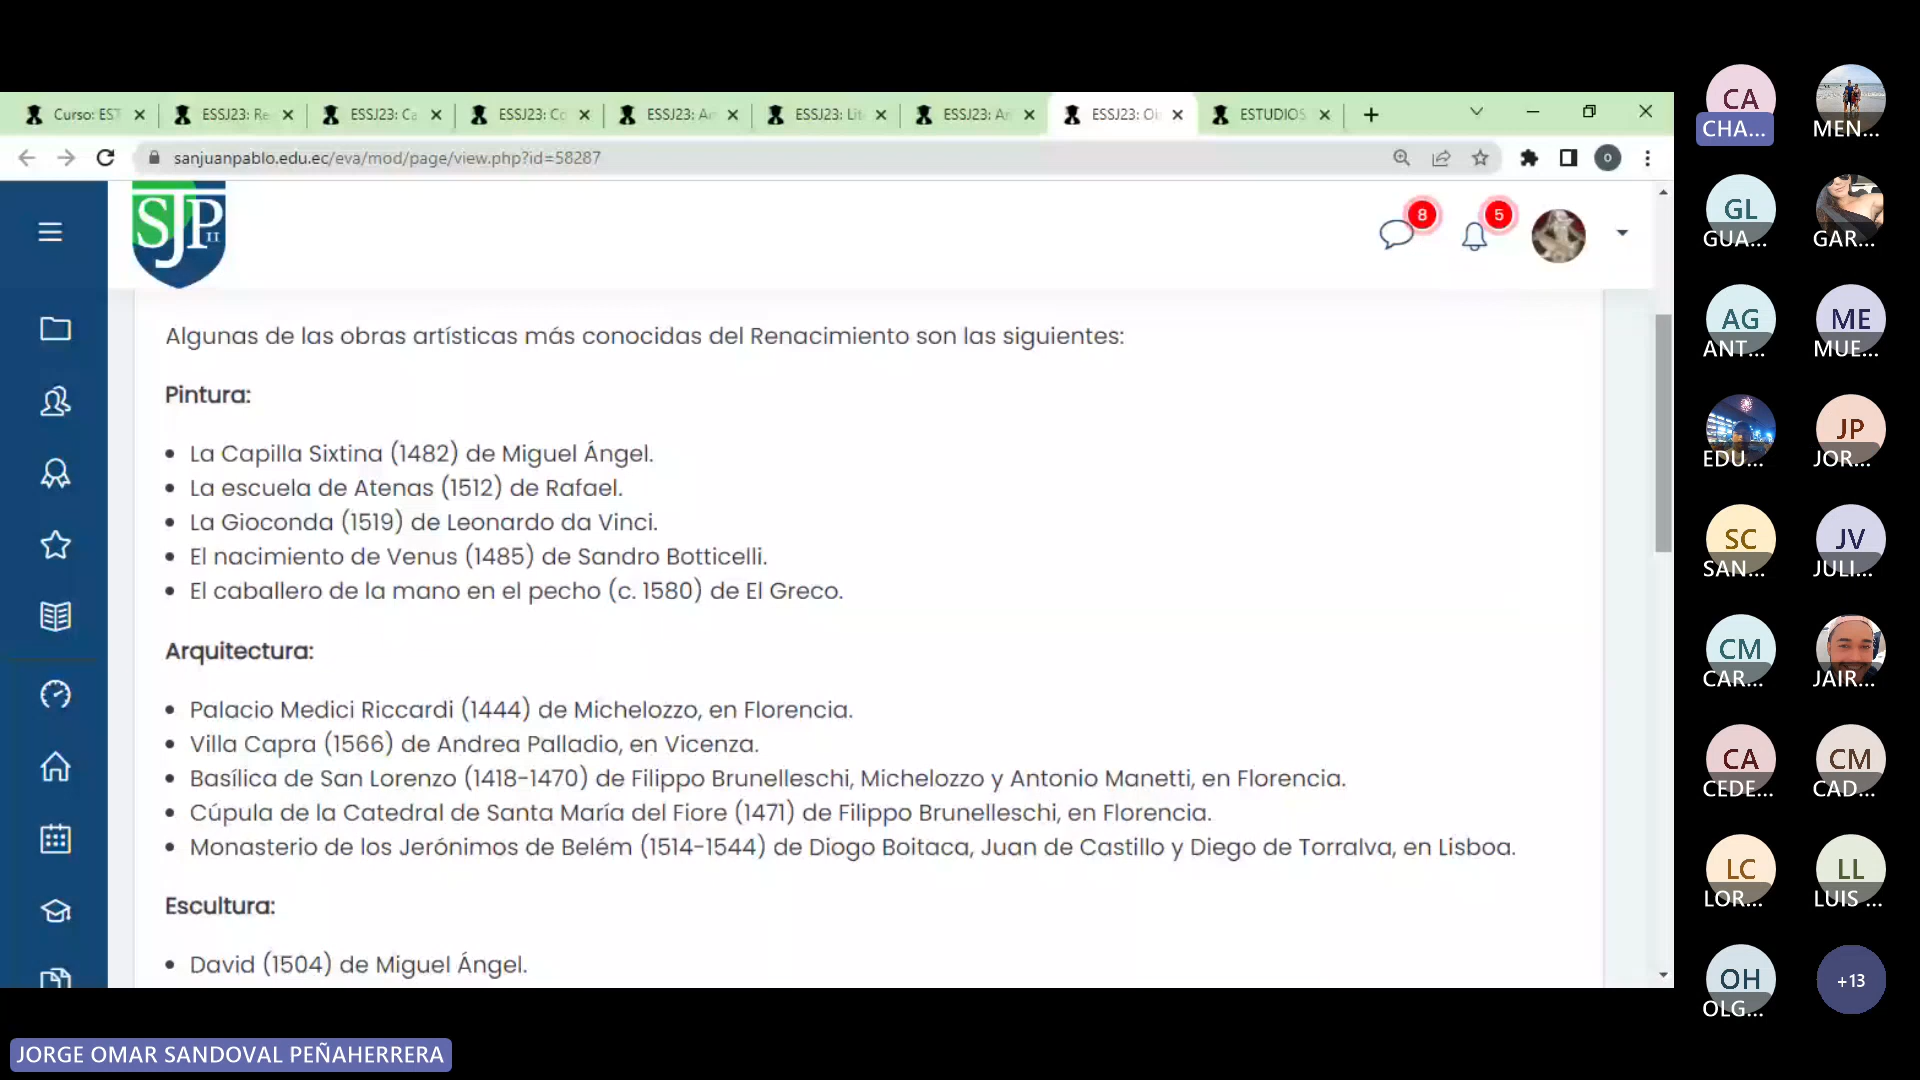 Curso: EST
ESSJ23: Re
ESSJ23: Ca
ESSJ23: Co
ESSJ23: Ar
ESSJ23: Lit
ESSJ23: Ar
ESSJ23: Ol
ESTUDIOS
sanjuanpablo.edu.ec/eva/mod/page/view.php?id=58287
O
SJP II
8
5
Algunas de las obras artísticas más conocidas del Renacimiento son las siguientes:
Pintura:
La Capilla Sixtina (1482) de Miguel Ángel.
La escuela de Atenas (1512) de Rafael.
La Gioconda (1519) de Leonardo da Vinci.
El nacimiento de Venus (1485) de Sandro Botticelli.
El caballero de la mano en el pecho (c. 1580) de El Greco.
Arquitectura:
Palacio Medici Riccardi (1444) de Michelozzo, en Florencia.
Villa Capra (1566) de Andrea Palladio, en Vicenza.
Basílica de San Lorenzo (1418-1470) de Filippo Brunelleschi, Michelozzo y Antonio Manetti, en Florencia.
Cúpula de la Catedral de Santa María del Fiore (1471) de Filippo Brunelleschi, en Florencia.
Monasterio de los Jerónimos de Belém (1514-1544) de Diogo Boitaca, Juan de Castillo y Diego de Torralva, en Lisboa.
Escultura:
David (1504) de Miguel Ángel.
JORGE OMAR SANDOVAL PEÑAHERRERA
CA
CHA...
MEN...
GL
GUA...
GAR...
AG
ANT...
ME
MUE...
EDU...
JP
JOR...
SC
SAN...
JV
JULI...
CM
CAR...
JAIR...
CA
CEDE...
CM
CAD...
LC
LOR...
LL
LUIS ...
OH
OLG...
+13